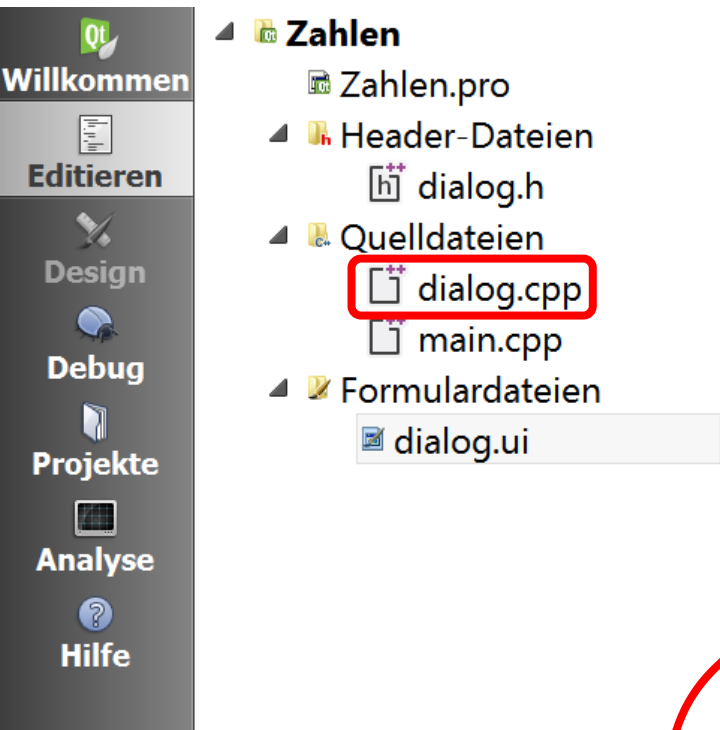 Willkommen
Editieren
Design
Debug
Projekte
Analyse
Hilfe
Zahlen
Zahlen.pro
Header-Dateien
dialog.h
Quelldateien
dialog.cpp
main.cpp
Formulardateien
dialog.ui